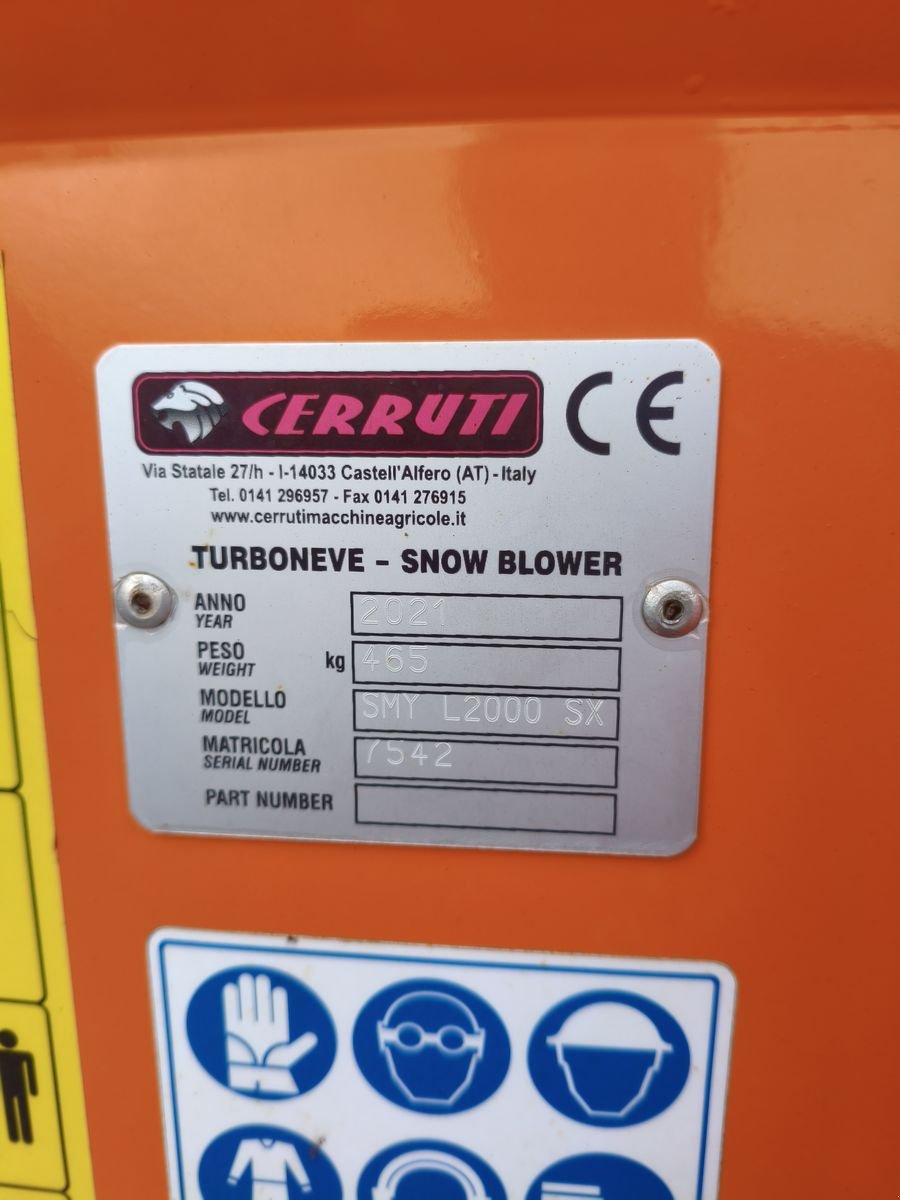 CERRUTI CE
Via Statale 27/h - I-14033 Castell'Alfero (AT) - Italy
Tel. 0141 296957 - Fax 0141 276915
www.cerrutimacchineagricole.it
TURBONEVE - SNOW BLOWER
ANNO
YEAR
2021
PESO
WEIGHT
kg 465
MODELLO
MODEL
SMY L2000 SX
MATRICOLA
SERIAL NUMBER
7542
PART NUMBER